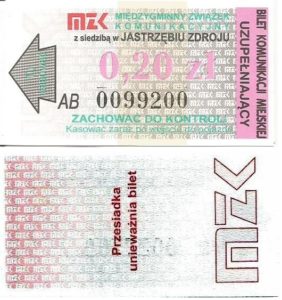 MZK MIĘDZYGMINNY ZWIĄZEK
KOMUNIKACYJNY
z siedzibą w JASTRZĘBIU ZDROJU
0,20 zł
AB 0099200
ZACHOWAĆ DO KONTROLI
Kasować zaraz po wejściu do pojazdu
BILET KOMUNIKACJI MIEJSKIEJ
UZUPEŁNIAJĄCY
Przesiadka
unieważnia bilet
MZK